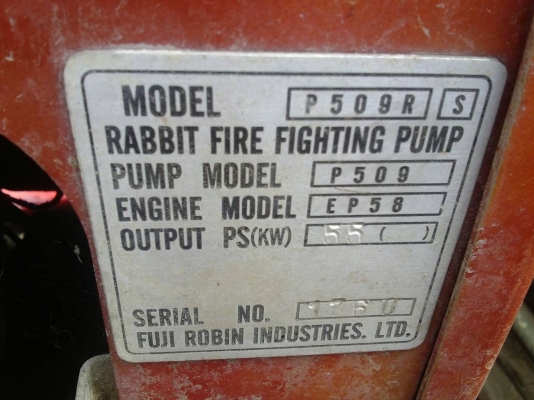 MODEL P509R S
RABBIT FIRE FIGHTING PUMP
PUMP MODEL P509
ENGINE MODEL EP58
OUTPUT PS(KW) 55 ( )
SERIAL NO.
FUJI ROBIN INDUSTRIES. LTD.